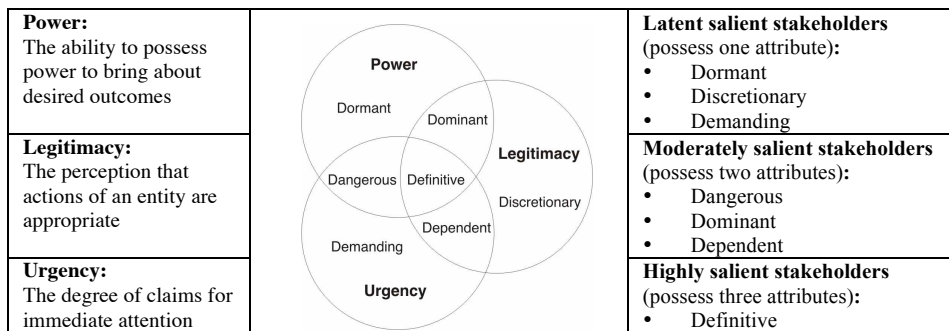 Power:
The ability to possess
power to bring about
desired outcomes
Legitimacy:
The perception that
actions of an entity are
appropriate
Urgency:
The degree of claims for
immediate attention
Power
Dormant
Dominant
Legitimacy
Dangerous
Definitive
Discretionary
Dependent
Demanding
Urgency
Latent salient stakeholders
(possess one attribute):
• Dormant
• Discretionary
• Demanding
Moderately salient stakeholders
(possess two attributes):
• Dangerous
• Dominant
• Dependent
Highly salient stakeholders
(possess three attributes):
• Definitive